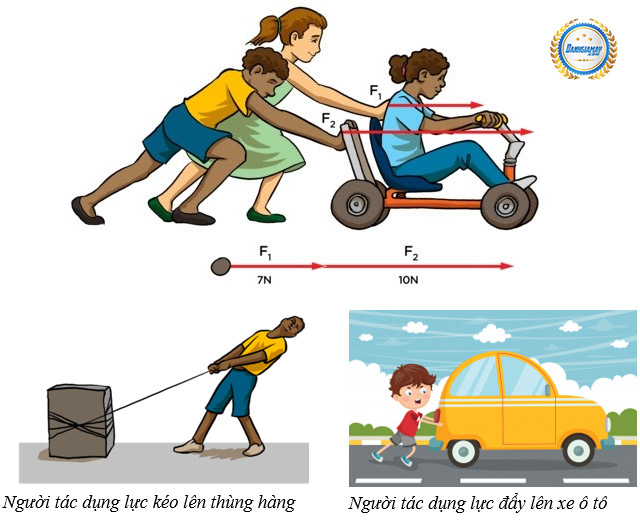 DANHGIAMAY
F₁
F₂
F₁ F₂
7N 10N
Người tác dụng lực kéo lên thùng hàng
Người tác dụng lực đẩy lên xe ô tô